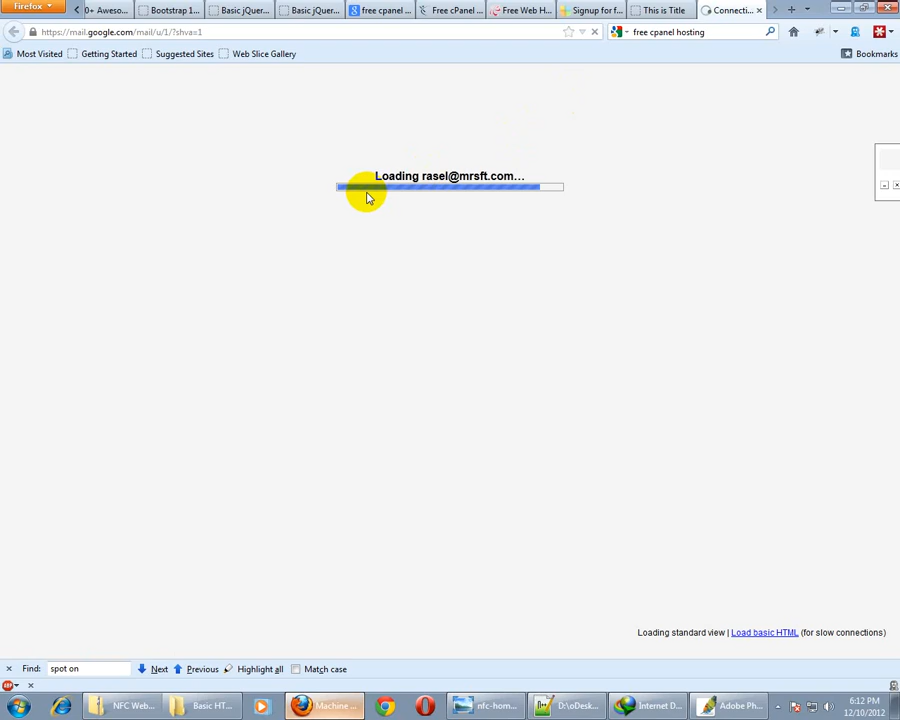 Firefox
0+ Aweso...
Bootstrap 1...
Basic jQuer...
Basic jQuer...
free cpanel ...
Free cPanel ...
Free Web H...
Signup for f...
This is Title
Connecti...
https://mail.google.com/mail/u/1/?shva=1
free cpanel hosting
Most Visited
Getting Started
Suggested Sites
Web Slice Gallery
Bookmarks
Loading rasel@mrsft.com…
Loading standard view | Load basic HTML (for slow connections)
Find:
spot on
Next
Previous
Highlight all
Match case
ABP
NFC Web...
Basic HT...
Machine ...
nfc-hom...
D:\oDesk...
Internet D...
Adobe Ph...
6:12 PM
12/10/2012